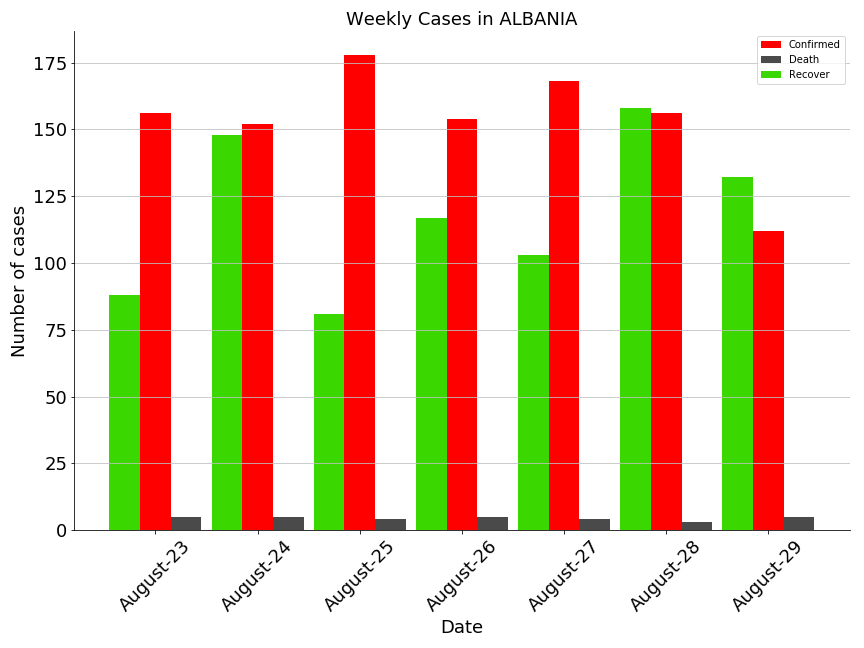 Weekly Cases in ALBANIA
Confirmed
Death
Recover
Number of cases
175
150
125
100
75
50
25
0
August-23
August-24
August-25
August-26
August-27
August-28
August-29
Date